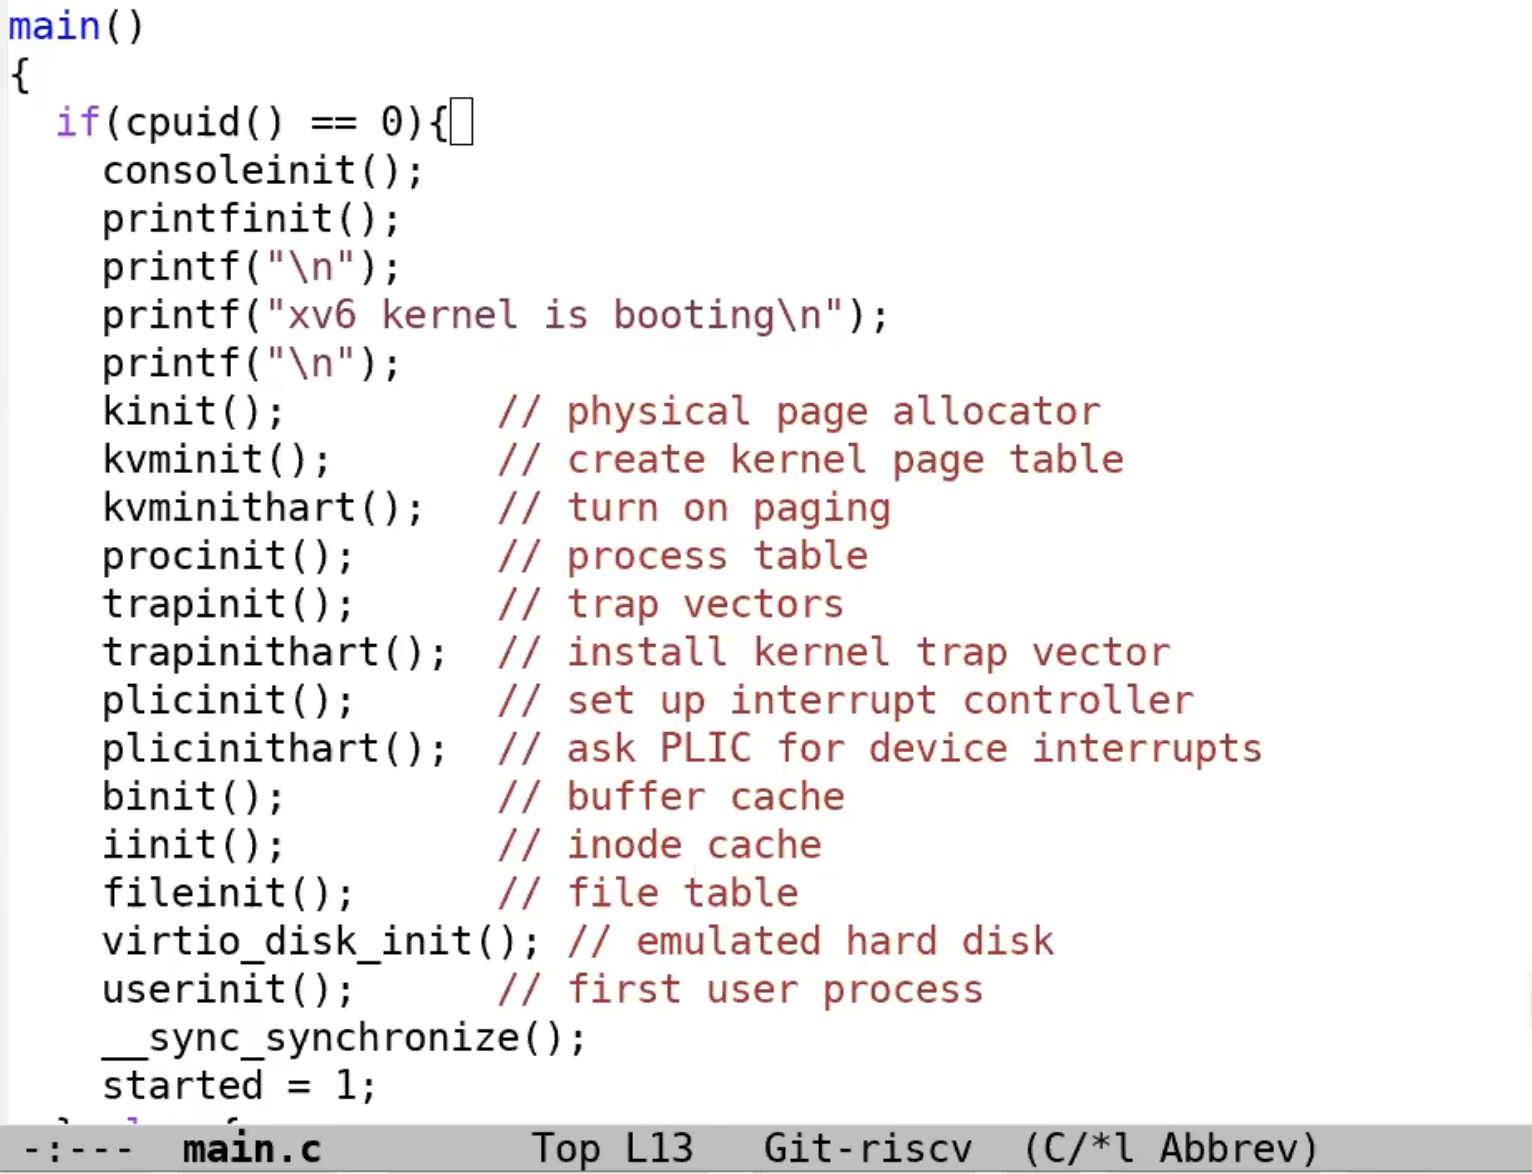 main()
{
  if(cpuid() == 0){
    consoleinit();
    printfinit();
    printf("\n");
    printf("xv6 kernel is booting\n");
    printf("\n");
    kinit();         // physical page allocator
    kvminit();       // create kernel page table
    kvminithart();   // turn on paging
    procinit();      // process table
    trapinit();      // trap vectors
    trapinithart();  // install kernel trap vector
    plicinit();      // set up interrupt controller
    plicinithart();  // ask PLIC for device interrupts
    binit();         // buffer cache
    iinit();         // inode cache
    fileinit();      // file table
    virtio_disk_init(); // emulated hard disk
    userinit();      // first user process
    __sync_synchronize();
    started = 1;
-:---  main.c         Top L13   Git-riscv  (C/*l Abbrev)